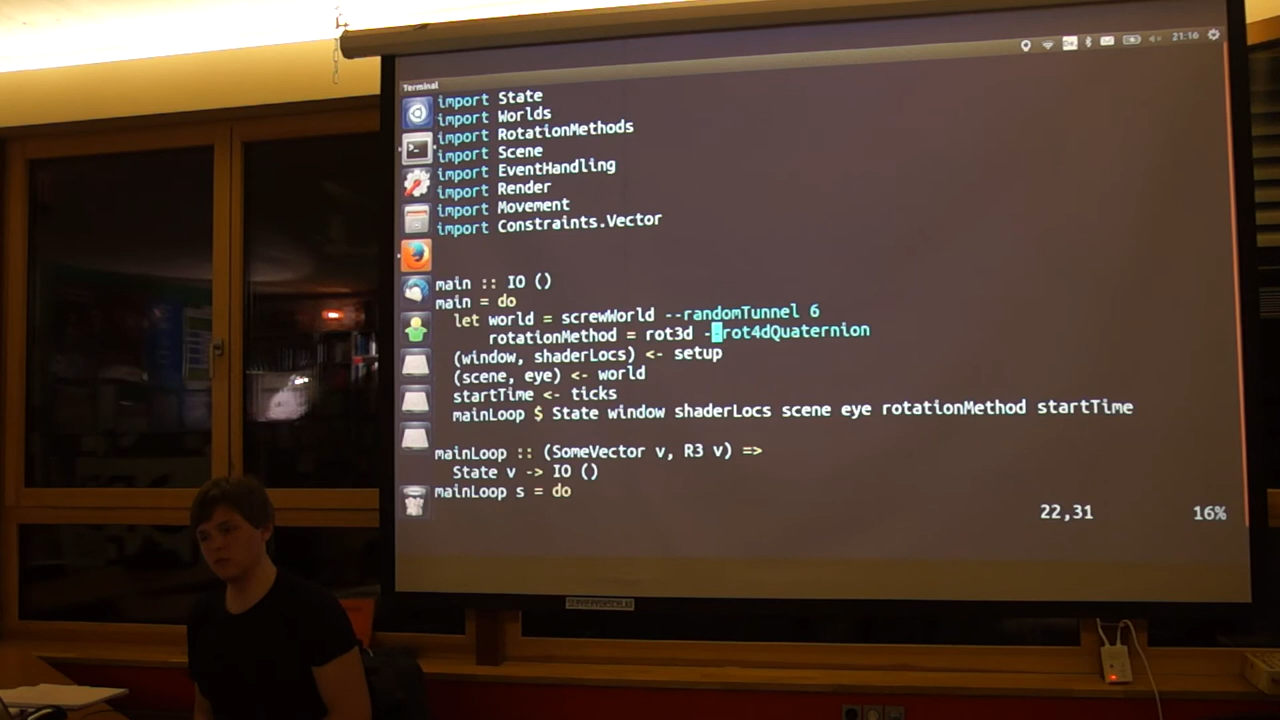 De
21:16
Terminal
import State
import Worlds
import RotationMethods
import Scene
import EventHandling
import Render
import Movement
import Constraints.Vector
main :: IO ()
main = do
let world = screwWorld --randomTunnel 6
rotationMethod = rot3d --rot4dQuaternion
(window, shaderLocs) <- setup
(scene, eye) <- world
startTime <- ticks
mainLoop $ State window shaderLocs scene eye rotationMethod startTime
mainLoop :: (SomeVector v, R3 v) =>
State v -> IO ()
mainLoop s = do
22,31 16%